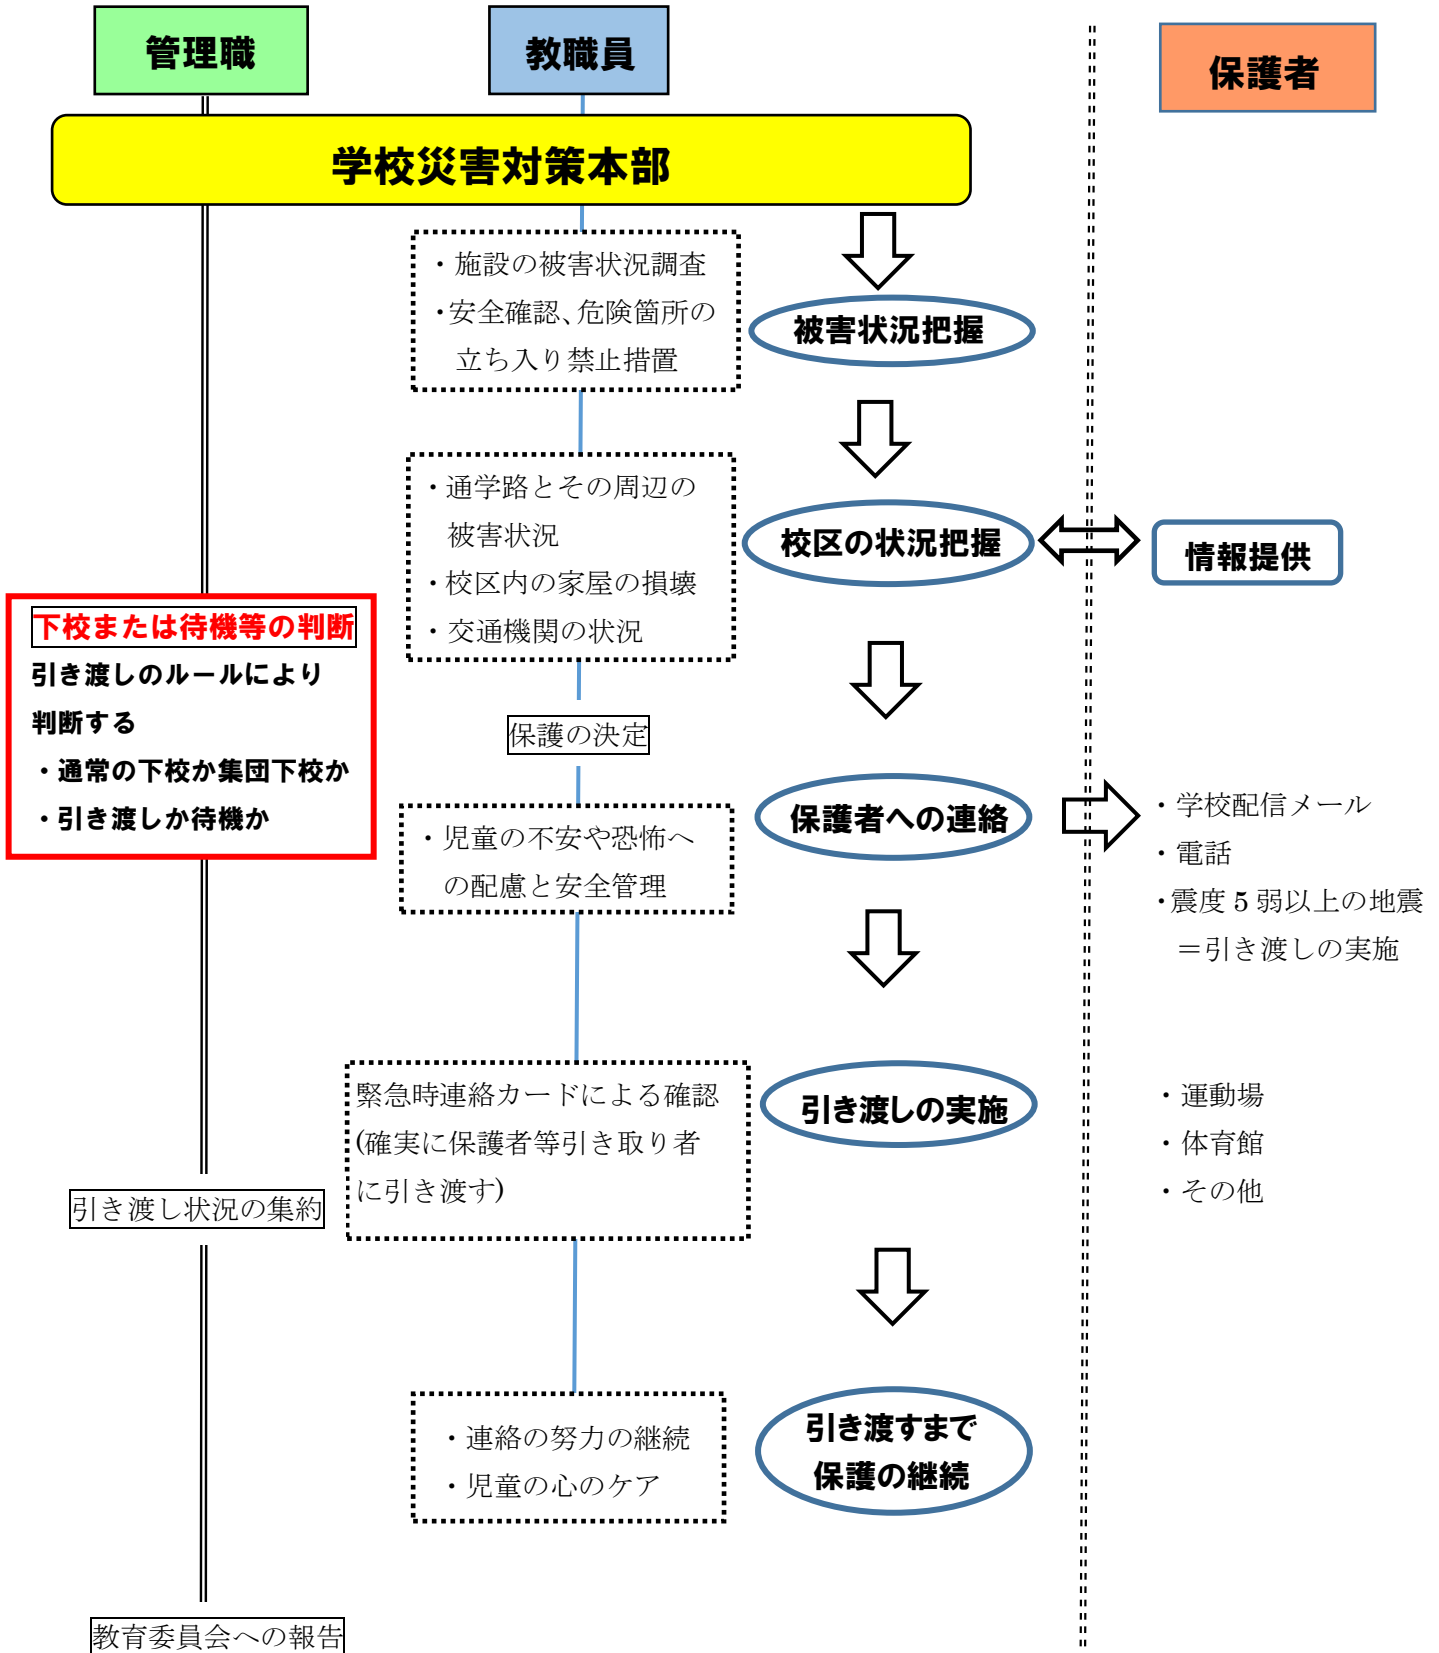 管理職
教職員
保護者
学校災害対策本部
・施設の被害状況調査
・安全確認、危険箇所の
立ち入り禁止措置
被害状況把握
・通学路とその周辺の
被害状況
・校区内の家屋の損壊
・交通機関の状況
校区の状況把握
情報提供
下校または待機等の判断
引き渡しのルールにより
判断する
・通常の下校か集団下校か
・引き渡しか待機か
保護の決定
・児童の不安や恐怖へ
の配慮と安全管理
保護者への連絡
・学校配信メール
・電話
・震度5弱以上の地震
＝引き渡しの実施
緊急時連絡カードによる確認
(確実に保護者等引き取り者
に引き渡す)
引き渡しの実施
・運動場
・体育館
・その他
引き渡し状況の集約
・連絡の努力の継続
・児童の心のケア
引き渡すまで
保護の継続
教育委員会への報告